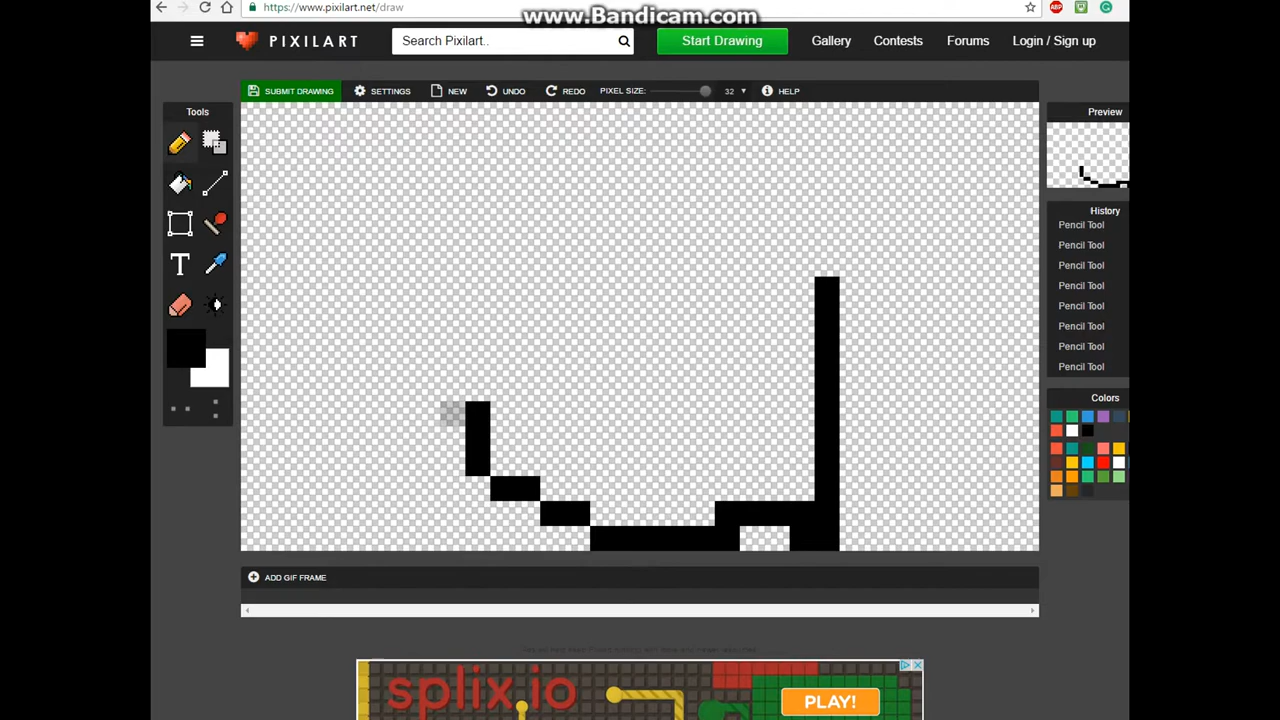 https://www.pixilart.net/draw
www.Bandicam.com
PIXILART
Search Pixilart..
Start Drawing
Gallery
Contests
Forums
Login / Sign up
SUBMIT DRAWING
SETTINGS
NEW
UNDO
REDO
PIXEL SIZE:
32
HELP
Tools
T
Preview
History
Pencil Tool
Pencil Tool
Pencil Tool
Pencil Tool
Pencil Tool
Pencil Tool
Pencil Tool
Pencil Tool
Colors
ADD GIF FRAME
splix.io
PLAY!